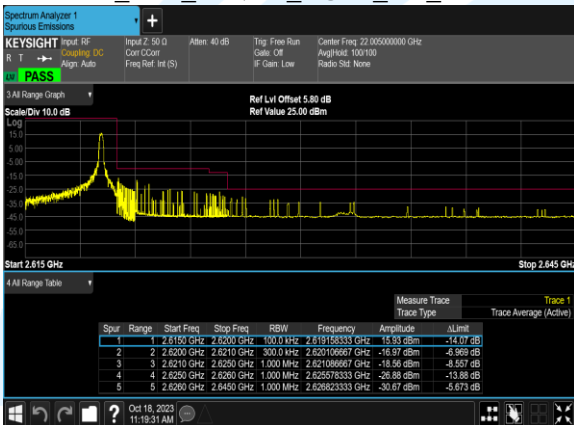 Spectrum Analyzer 1
Spurious Emissions
KEYSIGHT Input: RF Input Z: 50 Ω Atten: 40 dB Trig: Free Run Center Freq: 22.005000000 GHz
R T Coupling: DC Corr CCorr Gate: Off Avg|Hold: 100/100
Align: Auto Freq Ref: Int (S) IF Gain: Low Radio Std: None
PASS
3 All Range Graph
Ref Lvl Offset 5.80 dB
Scale/Div 10.0 dB Ref Value 25.00 dBm
Log
15.0
5.00
-5.00
-15.0
-25.0
-35.0
-45.0
-55.0
-65.0
Start 2.615 GHz Stop 2.645 GHz
4 All Range Table
Measure Trace Trace 1
Trace Type Trace Average (Active)
Spur Range Start Freq Stop Freq RBW Frequency Amplitude ΔLimit
1 1 2.6150 GHz 2.6200 GHz 100.0 kHz 2.619158333 GHz 15.93 dBm -14.07 dB
2 2 2.6200 GHz 2.6210 GHz 300.0 kHz 2.620106667 GHz -16.97 dBm -6.969 dB
3 3 2.6210 GHz 2.6250 GHz 1.000 MHz 2.621086667 GHz -18.56 dBm -8.557 dB
4 4 2.6250 GHz 2.6260 GHz 1.000 MHz 2.625578333 GHz -26.88 dBm -13.88 dB
5 5 2.6260 GHz 2.6450 GHz 1.000 MHz 2.626823333 GHz -30.67 dBm -5.673 dB
Oct 18, 2023
11:19:31 AM